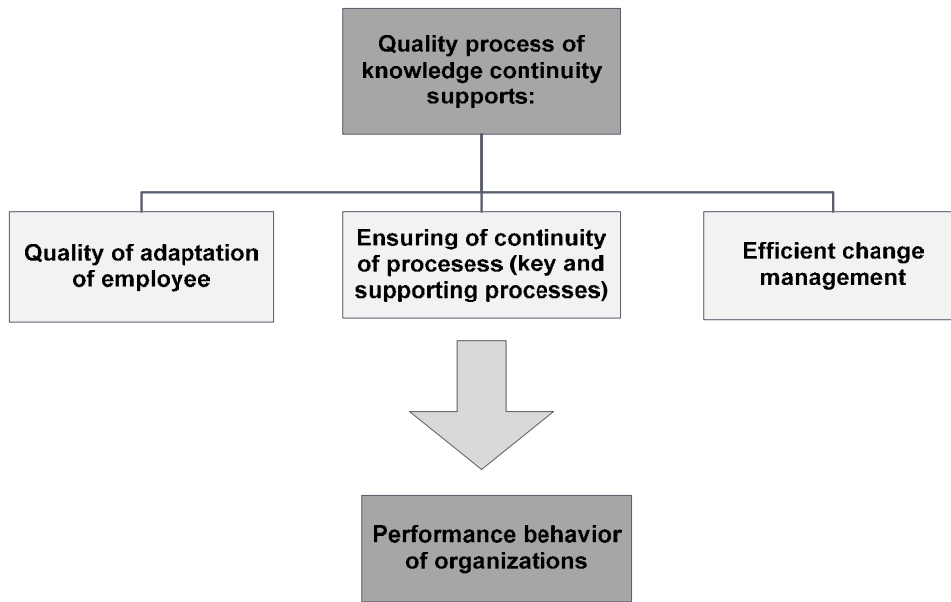 Quality process of
knowledge continuity
supports:
Quality of adaptation
of employee
Ensuring of continuity
of procesess (key and
supporting processes)
Efficient change
management
Performance behavior
of organizations